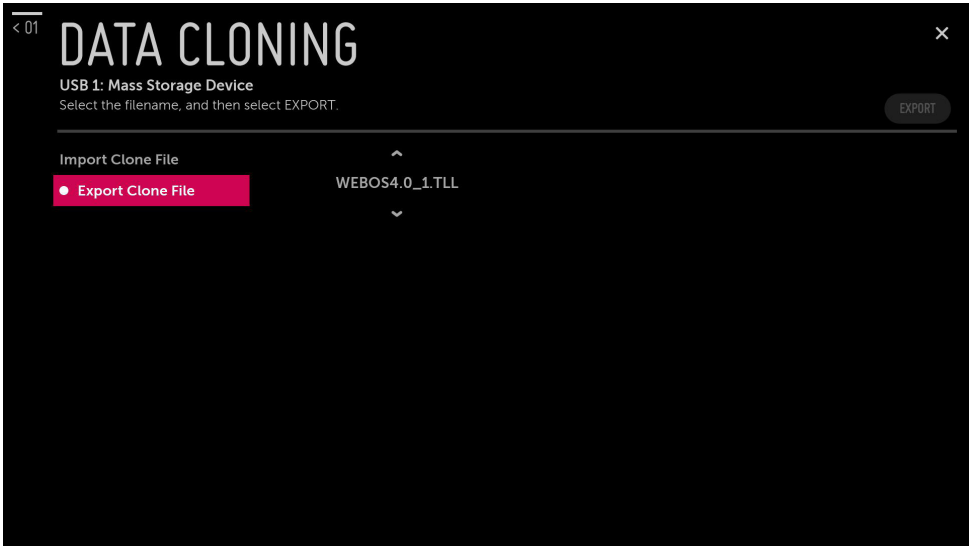 < 01
DATA CLONING
USB 1: Mass Storage Device
Select the filename, and then select EXPORT.
EXPORT
Import Clone File
Export Clone File
WEBOS4.0_1.TLL